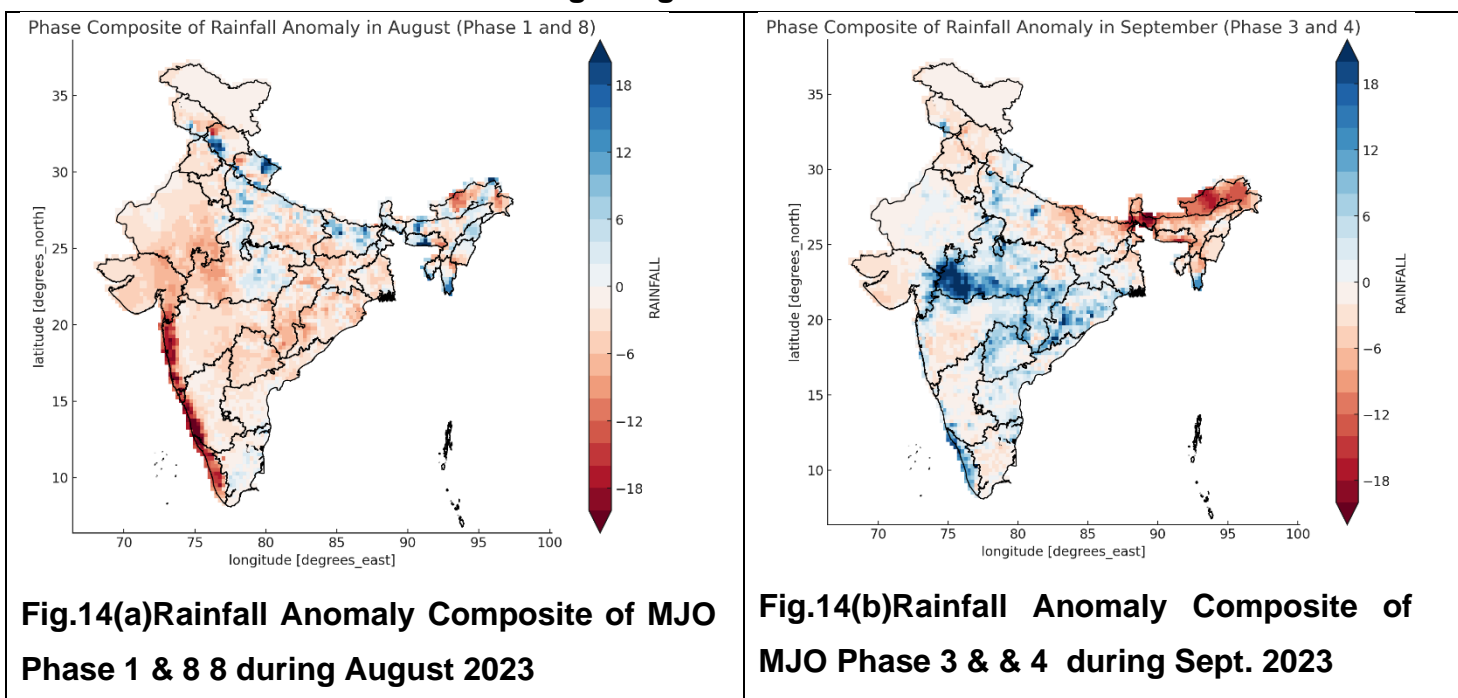 Phase Composite of Rainfall Anomaly in August (Phase 1 and 8)
35
30
25
20
15
10
latitude [degrees_north]
70 75 80 85 90 95 100
longitude [degrees_east]
18
12
6
0
−6
−12
−18
RAINFALL
Fig.14(a)Rainfall Anomaly Composite of MJO
Phase 1 & 8 8 during August 2023
Phase Composite of Rainfall Anomaly in September (Phase 3 and 4)
35
30
25
20
15
10
latitude [degrees_north]
70 75 80 85 90 95 100
longitude [degrees_east]
18
12
6
0
−6
−12
−18
RAINFALL
Fig.14(b)Rainfall Anomaly Composite of
MJO Phase 3 & & 4 during Sept. 2023